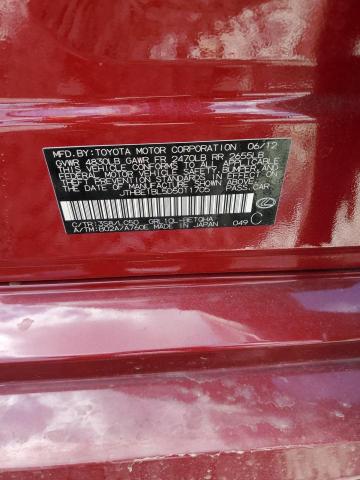 MFD. BY: TOYOTA MOTOR CORPORATION 06/12
GVWR 4830LB GAWR FR 2470LB RR 2655LB
THIS VEHICLE CONFORMS TO ALL APPLICABLE
FEDERAL MOTOR VEHICLE SAFETY, BUMPER, AND
THEFT PREVENTION STANDARDS IN EFFECT ON
THE DATE OF MANUFACTURE SHOWN ABOVE.
PASS. CAR
C/TR: 3S8/LC50 GRL10L-BETQHA
A/TM: B02A/A760E MADE IN JAPAN 049 C